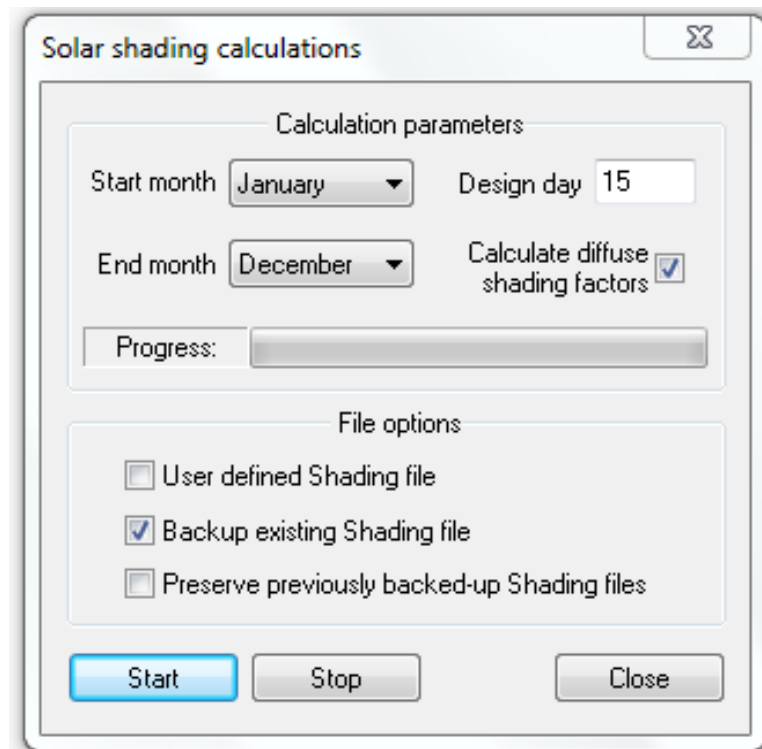 Solar shading calculations
Calculation parameters
Start month January Design day 15
End month December Calculate diffuse
shading factors
Progress:
File options
User defined Shading file
Backup existing Shading file
Preserve previously backed-up Shading files
Start Stop Close